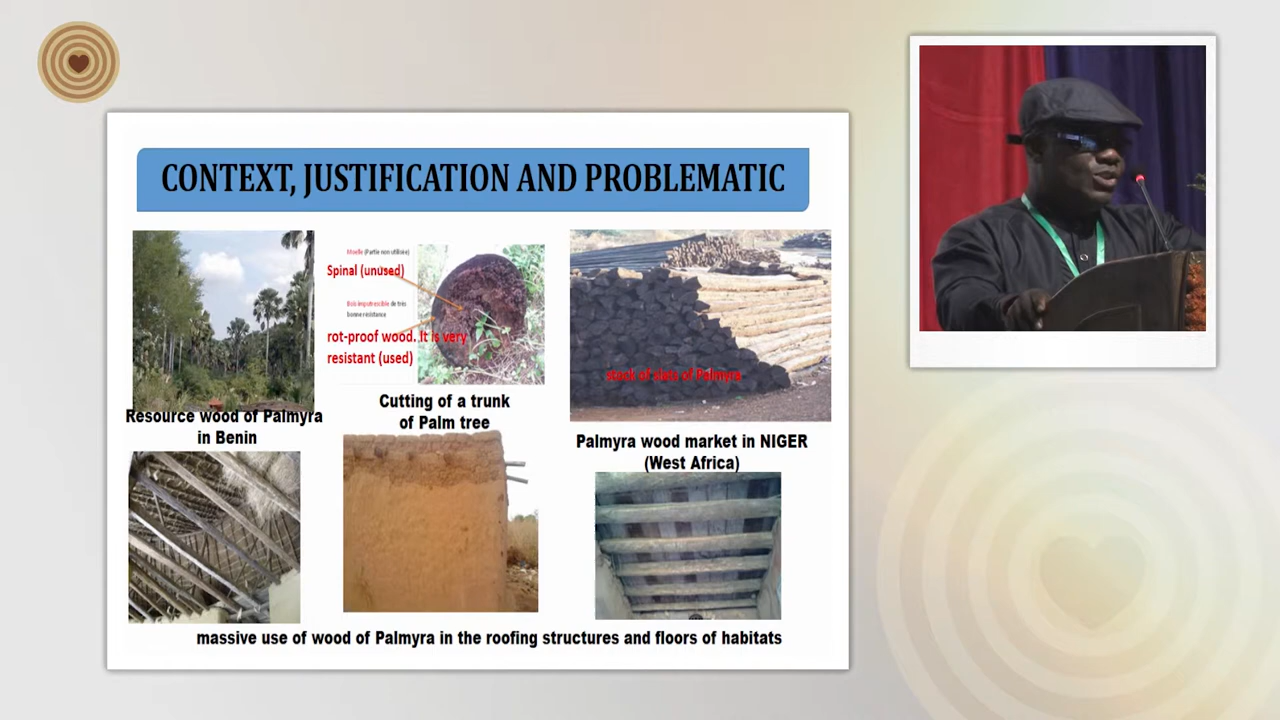 CONTEXT, JUSTIFICATION AND PROBLEMATIC
Moelle (Partie non utilisée)
Spinal (unused)
Bois imputrescible de très
bonne resistance
rot-proof wood. It is very
resistant (used)
stock of slats of Palmyra
Resource wood of Palmyra
in Benin
Cutting of a trunk
of Palm tree
Palmyra wood market in NIGER
(West Africa)
massive use of wood of Palmyra in the roofing structures and floors of habitats